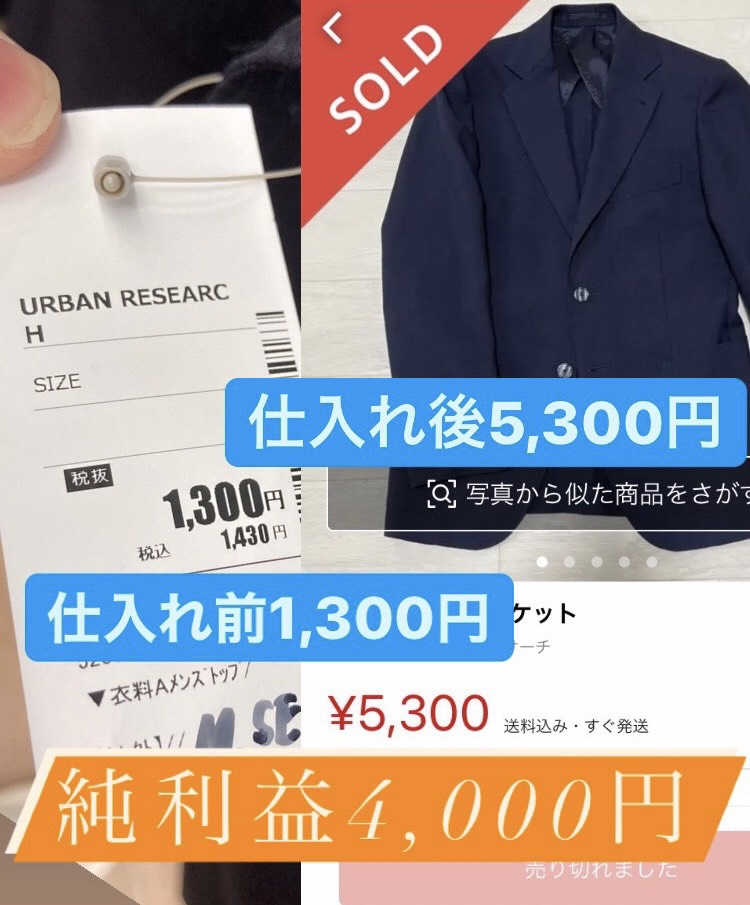 URBAN RESEARC
H
SIZE
税抜
1,300円
税込 1,430円
▼衣料Aメンズトップ
SOLD
仕入れ後5,300円
写真から似た商品をさがす
仕入れ前1,300円
ケット
ーチ
¥5,300 送料込み・すぐ発送
純利益4,000円
売り切れました